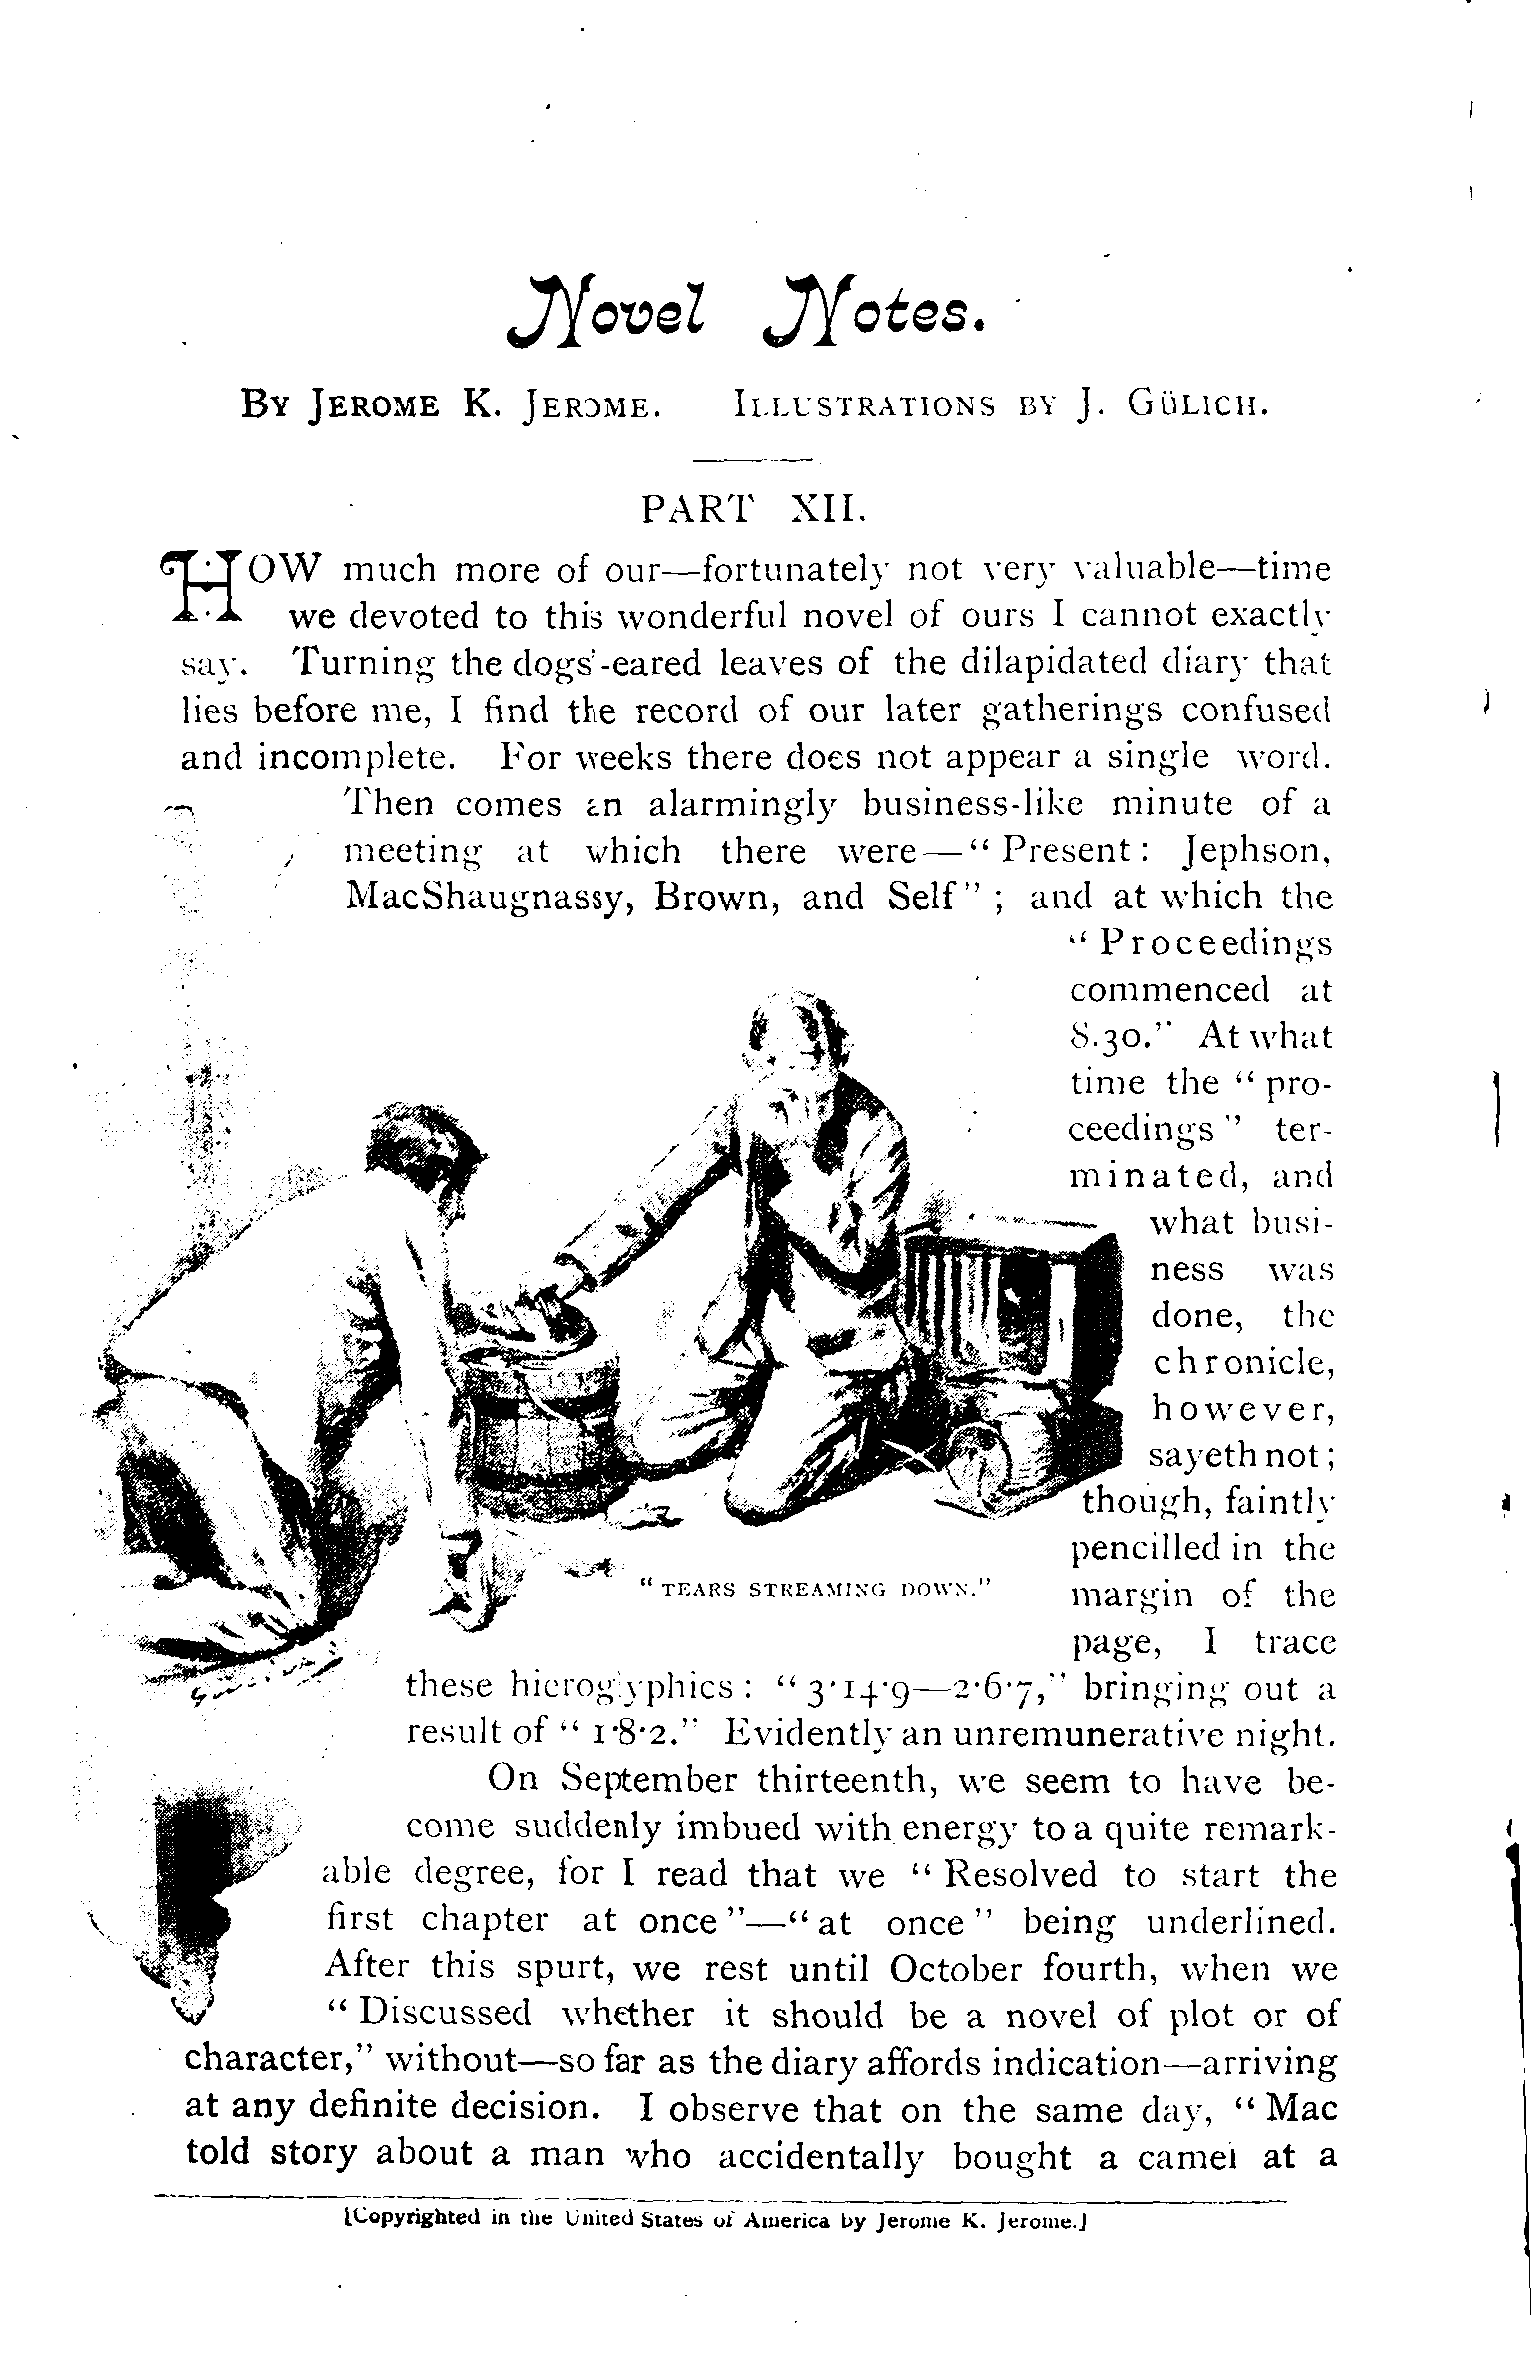 Novel Notes.
BY JEROME K. JEROME. ILLUSTRATIONS BY J. GÜLICH.
PART XII.
HOW much more of our—fortunately not very valuable—time
we devoted to this wonderful novel of ours I cannot exactly
say. Turning the dogs'-eared leaves of the dilapidated diary that
lies before me, I find the record of our later gatherings confused
and incomplete. For weeks there does not appear a single word.
Then comes an alarmingly business-like minute of a
meeting at which there were—"Present: Jephson,
MacShaugnassy, Brown, and Self"; and at which the
"Proceedings
commenced at
8.30." At what
time the "pro-
ceedings" ter-
minated, and
what busi-
ness was
done, the
chronicle,
however,
sayeth not;
though, faintly
pencilled in the
margin of the
page, I trace
"TEARS STREAMING DOWN."
these hieroglyphics: "3·14·9—2·6·7," bringing out a
result of "1·8·2." Evidently an unremunerative night.
On September thirteenth, we seem to have be-
come suddenly imbued with energy to a quite remark-
able degree, for I read that we "Resolved to start the
first chapter at once"—"at once" being underlined.
After this spurt, we rest until October fourth, when we
"Discussed whether it should be a novel of plot or of
character," without—so far as the diary affords indication—arriving
at any definite decision. I observe that on the same day, "Mac
told story about a man who accidentally bought a camel at a
[Copyrighted in the United States of America by Jerome K. Jerome.]